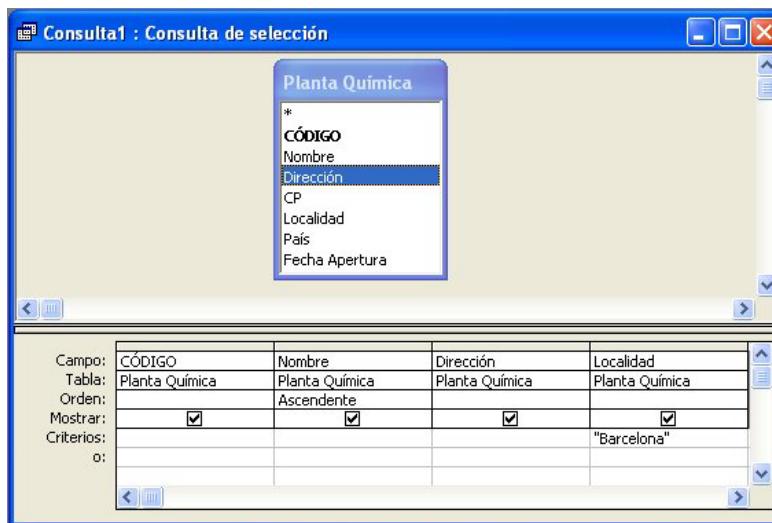 Consulta1 : Consulta de selección
Planta Química
*
CÓDIGO
Nombre
Dirección
CP
Localidad
País
Fecha Apertura
Campo: CÓDIGO Nombre Dirección Localidad
Tabla: Planta Química Planta Química Planta Química Planta Química
Orden: Ascendente
Mostrar:
Criterios: "Barcelona"
o: